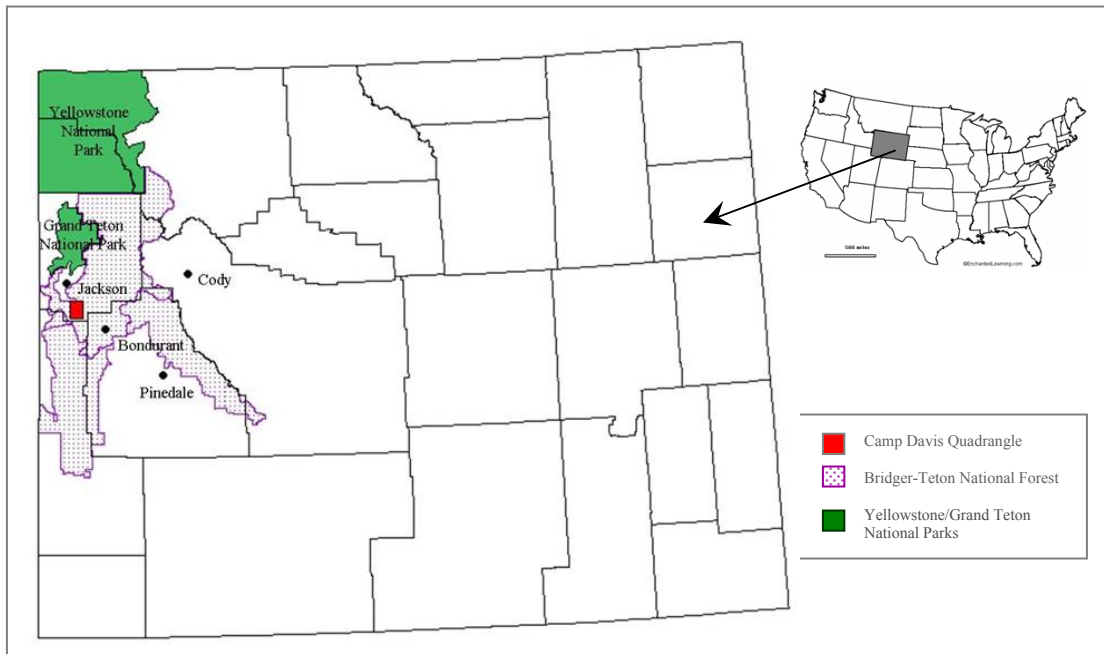 Yellowstone
National
Park
Grand Teton
National Park
Jackson
Cody
Bondurant
Pinedale
500 miles
©EnchantedLearning.com
Camp Davis Quadrangle
Bridger-Teton National Forest
Yellowstone/Grand Teton
National Parks